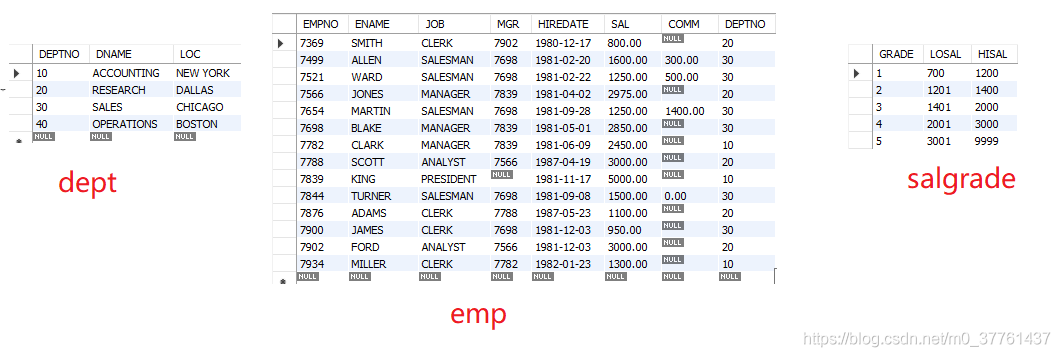 DEPTNO DNAME LOC
10 ACCOUNTING NEW YORK
20 RESEARCH DALLAS
30 SALES CHICAGO
40 OPERATIONS BOSTON
NULL NULL NULL
dept
EMPNO ENAME JOB MGR HIREDATE SAL COMM DEPTNO
7369 SMITH CLERK 7902 1980-12-17 800.00 NULL 20
7499 ALLEN SALESMAN 7698 1981-02-20 1600.00 300.00 30
7521 WARD SALESMAN 7698 1981-02-22 1250.00 500.00 30
7566 JONES MANAGER 7839 1981-04-02 2975.00 NULL 20
7654 MARTIN SALESMAN 7698 1981-09-28 1250.00 1400.00 30
7698 BLAKE MANAGER 7839 1981-05-01 2850.00 NULL 30
7782 CLARK MANAGER 7839 1981-06-09 2450.00 NULL 10
7788 SCOTT ANALYST 7566 1987-04-19 3000.00 NULL 20
7839 KING PRESIDENT NULL 1981-11-17 5000.00 NULL 10
7844 TURNER SALESMAN 7698 1981-09-08 1500.00 0.00 30
7876 ADAMS CLERK 7788 1987-05-23 1100.00 NULL 20
7900 JAMES CLERK 7698 1981-12-03 950.00 NULL 30
7902 FORD ANALYST 7566 1981-12-03 3000.00 NULL 20
7934 MILLER CLERK 7782 1982-01-23 1300.00 NULL 10
NULL NULL NULL NULL NULL NULL NULL NULL
emp
GRADE LOSAL HISAL
1 700 1200
2 1201 1400
3 1401 2000
4 2001 3000
5 3001 9999
salgrade
https://blog.csdn.net/m0_37761437